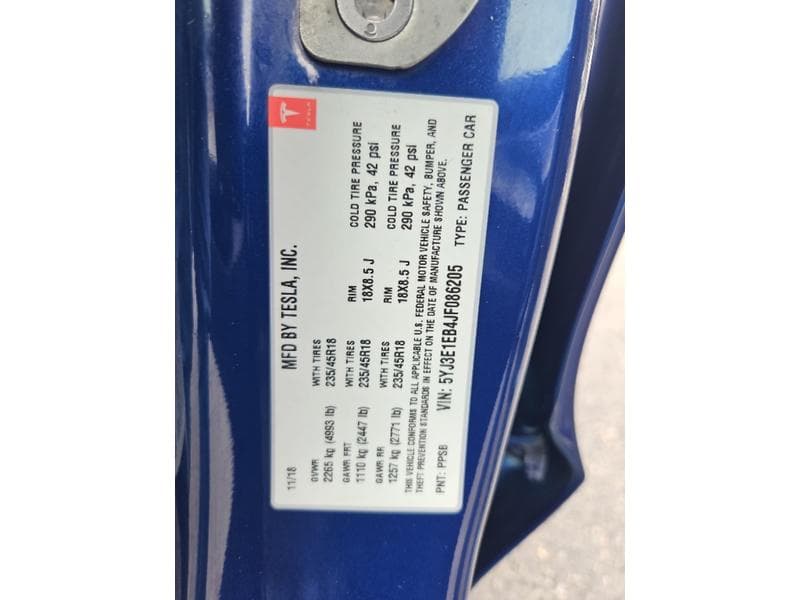 TESLA
MFD BY TESLA, INC.
11/18
GVWR WITH TIRES RIM COLD TIRE PRESSURE
2265 kg (4993 lb) 235/45R18 18X8.5 J 290 kPa, 42 psi
GAWR FRT WITH TIRES RIM COLD TIRE PRESSURE
1110 kg (2447 lb) 235/45R18 18X8.5 J 290 kPa, 42 psi
GAWR RR
1257 kg (2771 lb) 235/45R18
THIS VEHICLE CONFORMS TO ALL APPLICABLE U.S. FEDERAL MOTOR VEHICLE SAFETY, BUMPER, AND
THEFT PREVENTION STANDARDS IN EFFECT ON THE DATE OF MANUFACTURE SHOWN ABOVE.
PNT: PPSB VIN: 5YJ3E1EB4JF086205 TYPE: PASSENGER CAR